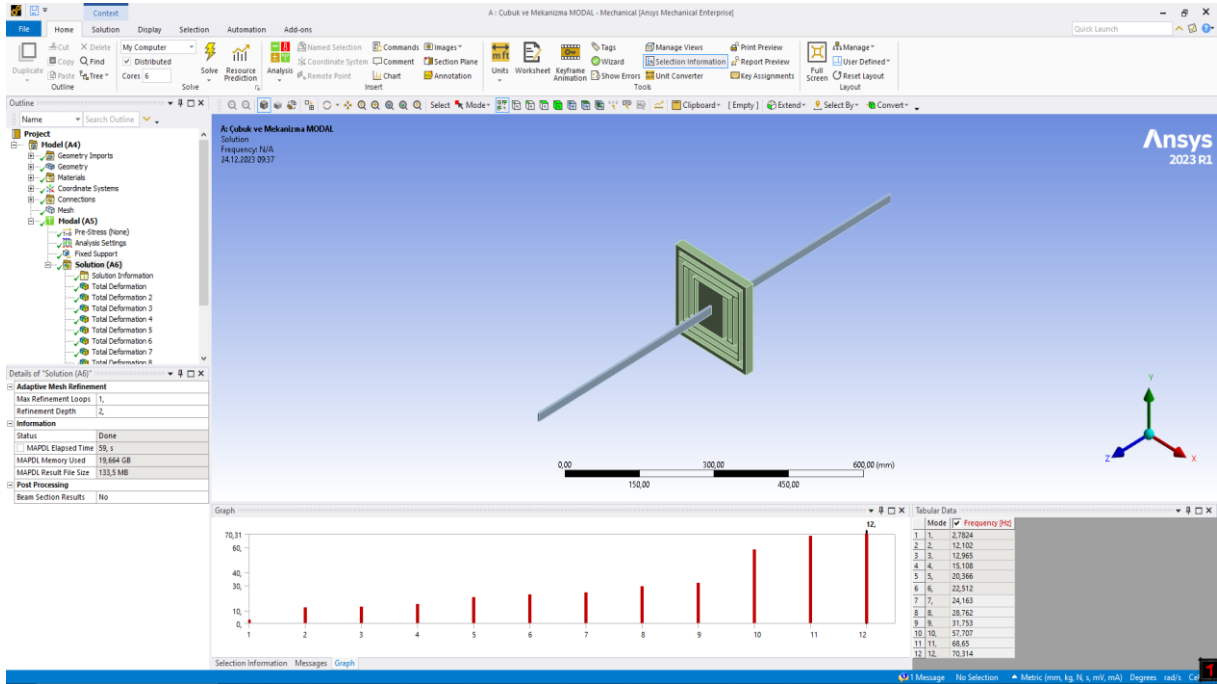 Context
A : Çubuk ve Mekanizma MODAL - Mechanical [Ansys Mechanical Enterprise]
File Home Solution Display Selection Automation Add-ons
Quick Launch
Duplicate
Cut X Delete
Copy Find
Paste Tree
Outline
My Computer
Distributed
Cores 6
Solve
Resource Prediction
Solve
Analysis
Named Selection
Coordinate System
Remote Point
Commands
Comment
Chart
Images
Section Plane
Annotation
Insert
Units
Worksheet
Keyframe Animation
Tags
Wizard
Show Errors
Manage Views
Selection Information
Unit Converter
Print Preview
Report Preview
Key Assignments
Tools
Full Screen
Manage
User Defined
Reset Layout
Layout
Outline
Name Search Outline
Select Mode Clipboard [ Empty ] Extend Select By Convert
Project
Model (A4)
Geometry Imports
Geometry
Materials
Coordinate Systems
Connections
Mesh
Modal (A5)
Pre-Stress (None)
Analysis Settings
Fixed Support
Solution (A6)
Solution Information
Total Deformation
Total Deformation 2
Total Deformation 3
Total Deformation 4
Total Deformation 5
Total Deformation 6
Total Deformation 7
Total Deformation 8
Details of "Solution (A6)"
Adaptive Mesh Refinement
Max Refinement Loops 1,
Refinement Depth 2,
Information
Status Done
MAPDL Elapsed Time 59, s
MAPDL Memory Used 19,664 GB
MAPDL Result File Size 133,5 MB
Post Processing
Beam Section Results No
A: Çubuk ve Mekanizma MODAL
Solution
Frequency: N/A
24.12.2023 09:37
Ansys
2023 R1
Y
Z X
0,00 300,00 600,00 (mm)
150,00 450,00
Graph
12,
70,31
60,
40,
30,
10,
0,
1 2 3 4 5 6 7 8 9 10 11 12
Selection Information Messages Graph
Tabular Data
Mode Frequency [Hz]
1 1, 2,7824
2 2, 12,102
3 3, 12,965
4 4, 15,108
5 5, 20,366
6 6, 22,512
7 7, 24,163
8 8, 28,762
9 9, 31,753
10 10, 57,707
11 11, 68,65
12 12, 70,314
1 Message No Selection Metric (mm, kg, N, s, mV, mA) Degrees rad/s